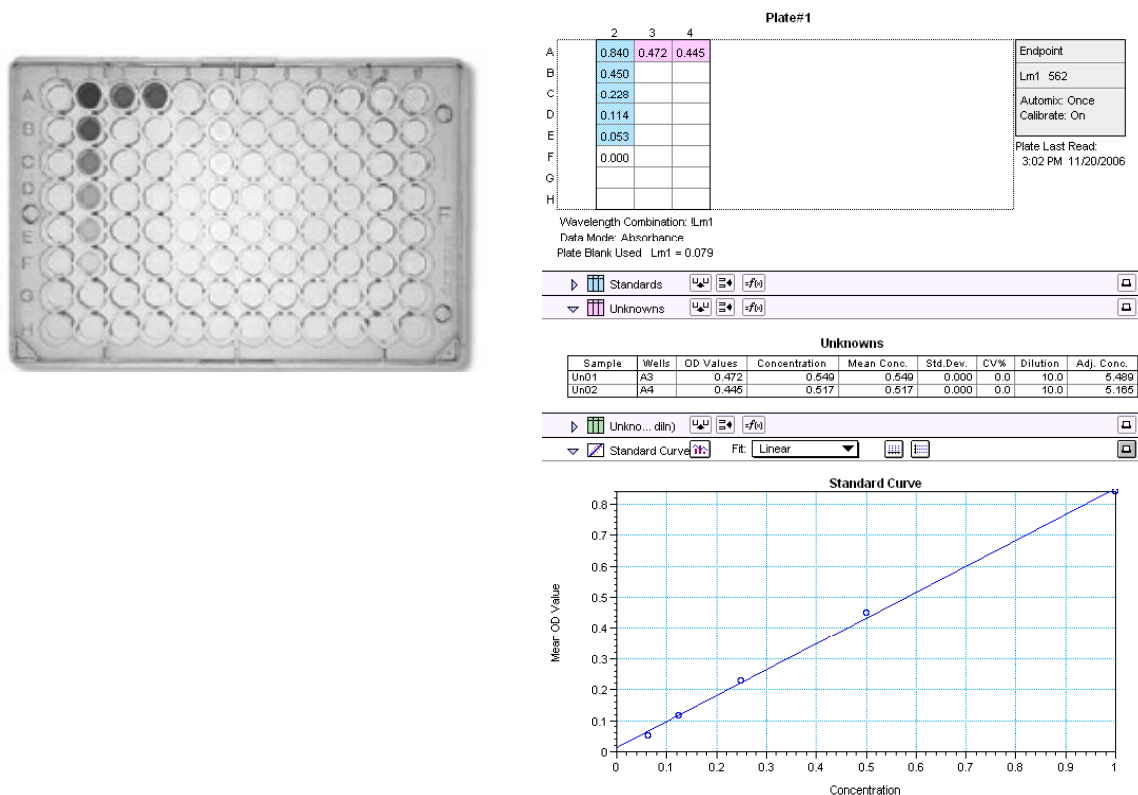 A
B
C
D
E
F
G
H
Plate#1
2 3 4
A 0.840 0.472 0.445
B 0.450
C 0.228
D 0.114
E 0.053
F 0.000
G
H
Endpoint
Lm1 562
Automix: Once
Calibrate: On
Plate Last Read:
3:02 PM 11/20/2006
Wavelength Combination: !Lm1
Data Mode: Absorbance
Plate Blank Used Lm1 = 0.079
Standards =f(x)
Unknowns =f(x)
Unknowns
Sample Wells OD Values Concentration Mean Conc. Std.Dev. CV% Dilution Adj. Conc.
Un01 A3 0.472 0.549 0.549 0.000 0.0 10.0 5.489
Un02 A4 0.445 0.517 0.517 0.000 0.0 10.0 5.165
Unkno... diln) =f(x)
Standard Curve Fit: Linear
Standard Curve
Mean OD Value
0.8
0.7
0.6
0.5
0.4
0.3
0.2
0.1
0
0 0.1 0.2 0.3 0.4 0.5 0.6 0.7 0.8 0.9 1
Concentration